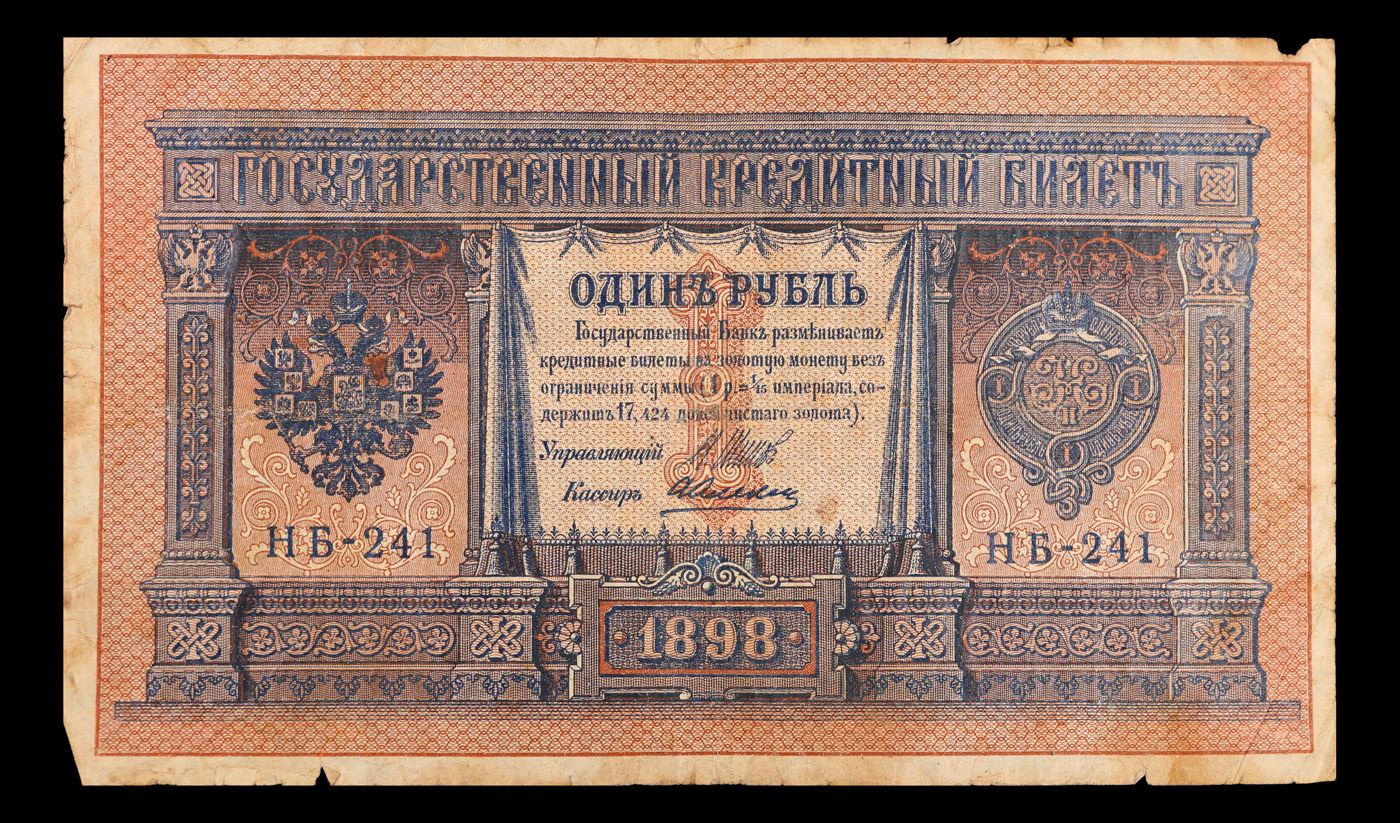 ГОСУДАРСТВЕННЫЙ КРЕДИТНЫЙ БИЛЕТЪ
ОДИНЪ РУБЛЬ
Государственный Банкъ размѣниваетъ
кредитные билеты на золотую монету безъ
ограниченія суммы (1 р. = 1/15 имперіала, со-
держитъ 17,424 долей чистаго золота).
Управляющій
Кассиръ
I I
I
НБ-241 НБ-241
1898